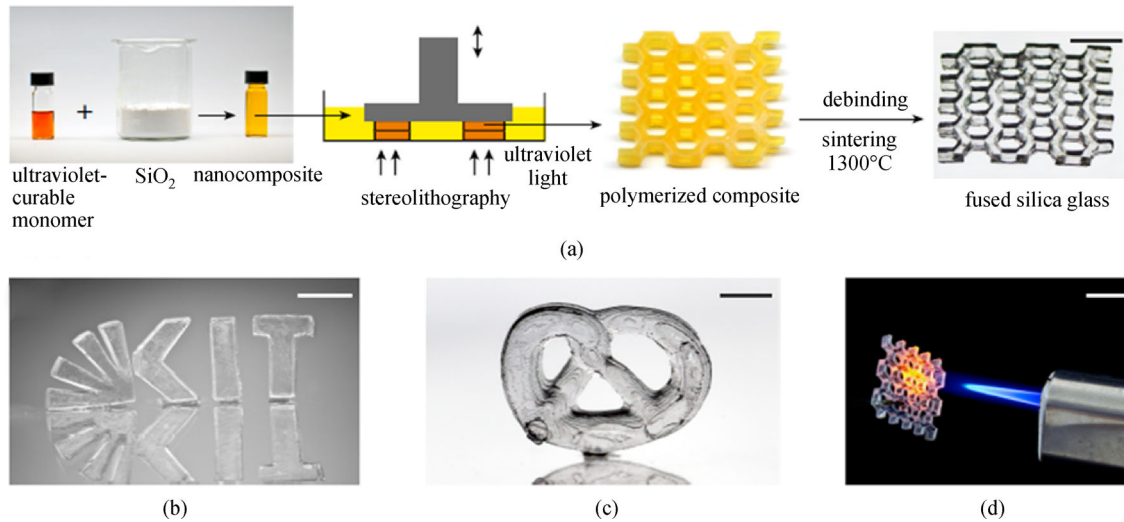 ultraviolet-
curable
monomer
+
SiO₂
nanocomposite
stereolithography
ultraviolet
light
polymerized composite
debinding
sintering
1300°C
fused silica glass
(a)
KIT
(b)
(c)
(d)